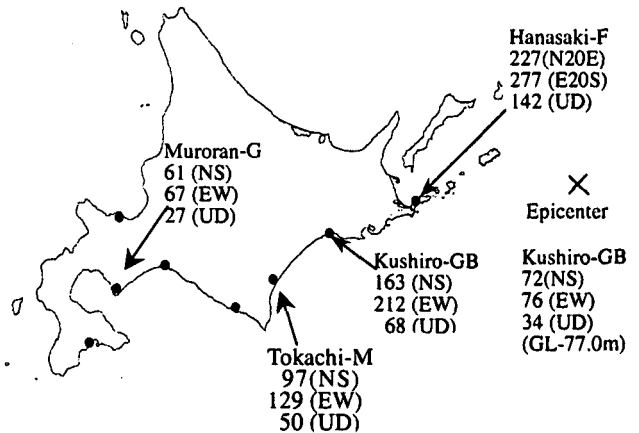 Hanasaki-F
227(N20E)
277 (E20S)
142 (UD)
Muroran-G
61 (NS)
67 (EW)
27 (UD)
Epicenter
Kushiro-GB
163 (NS)
212 (EW)
68 (UD)
Kushiro-GB
72(NS)
76 (EW)
34 (UD)
(GL-77.0m)
Tokachi-M
97(NS)
129 (EW)
50 (UD)